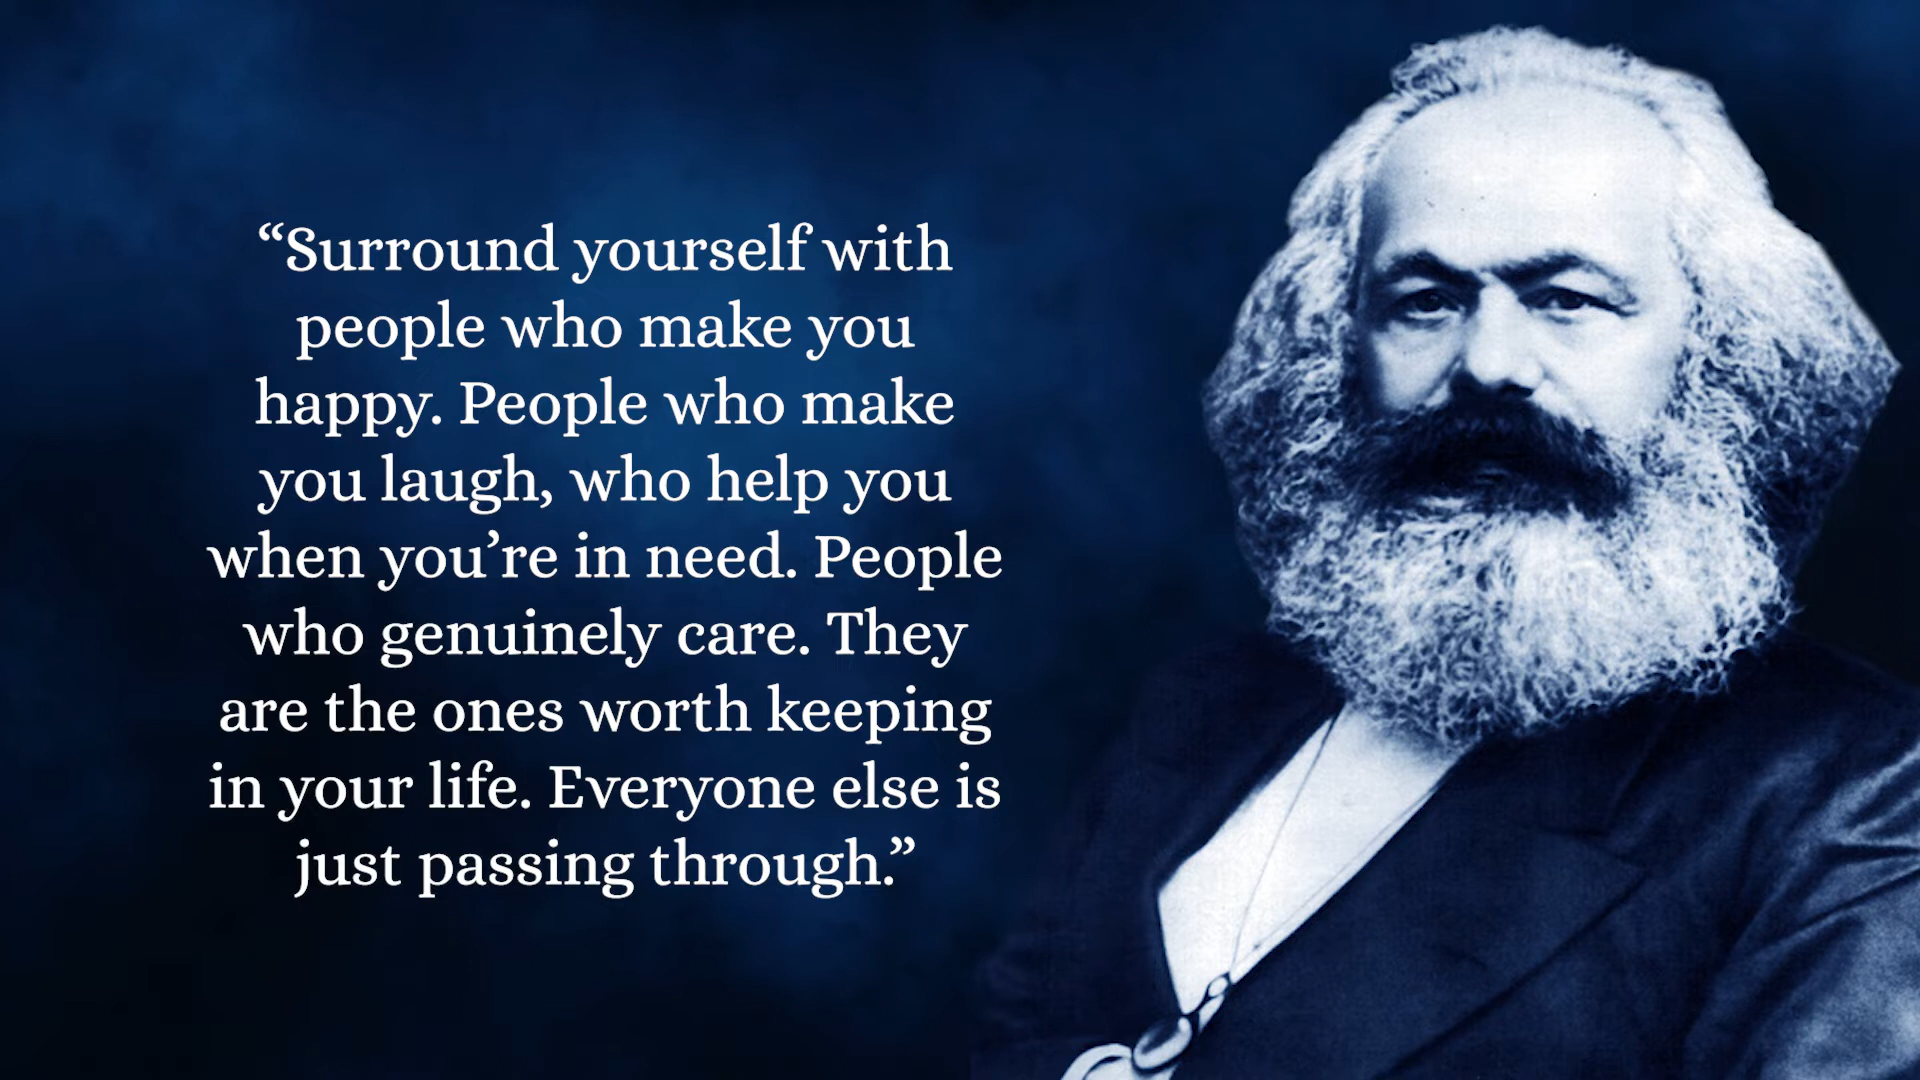 “Surround yourself with
people who make you
happy. People who make
you laugh, who help you
when you’re in need. People
who genuinely care. They
are the ones worth keeping
in your life. Everyone else is
just passing through.”